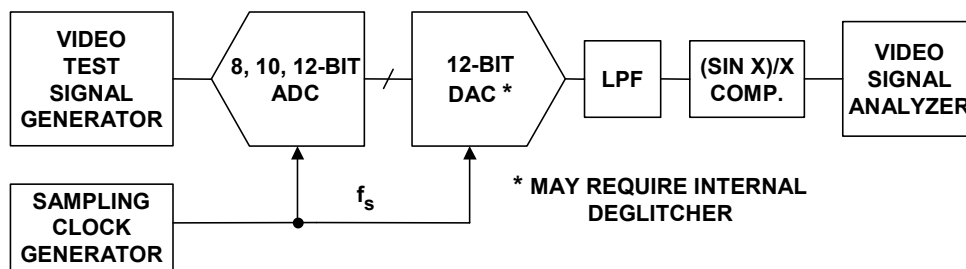 VIDEO
TEST
SIGNAL
GENERATOR
8, 10, 12-BIT
ADC
12-BIT
DAC *
LPF
(SIN X)/X
COMP.
VIDEO
SIGNAL
ANALYZER
SAMPLING
CLOCK
GENERATOR
fs
* MAY REQUIRE INTERNAL
DEGLITCHER